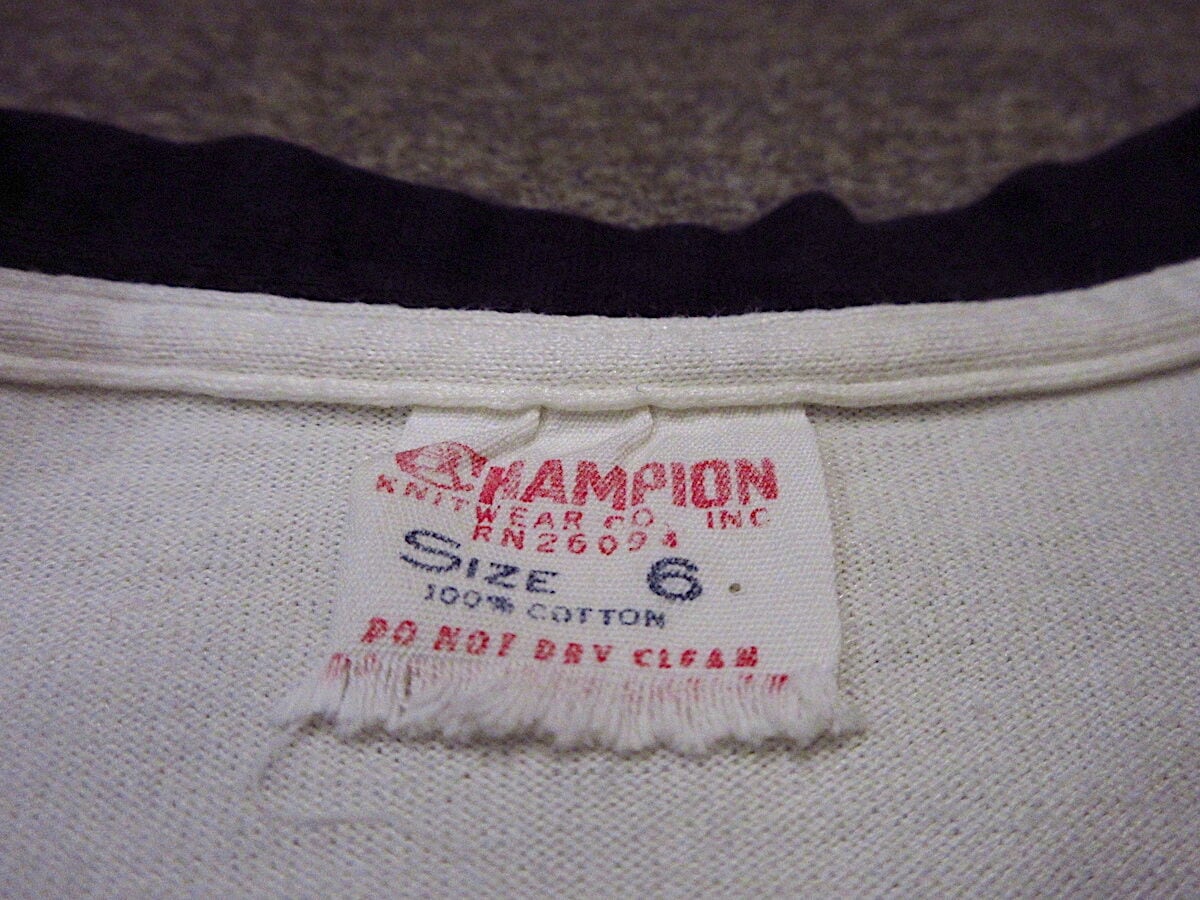 CHAMPION
KNITWEAR CO. INC
RN26094
SIZE 6
100% COTTON
DO NOT DRY CLEAN